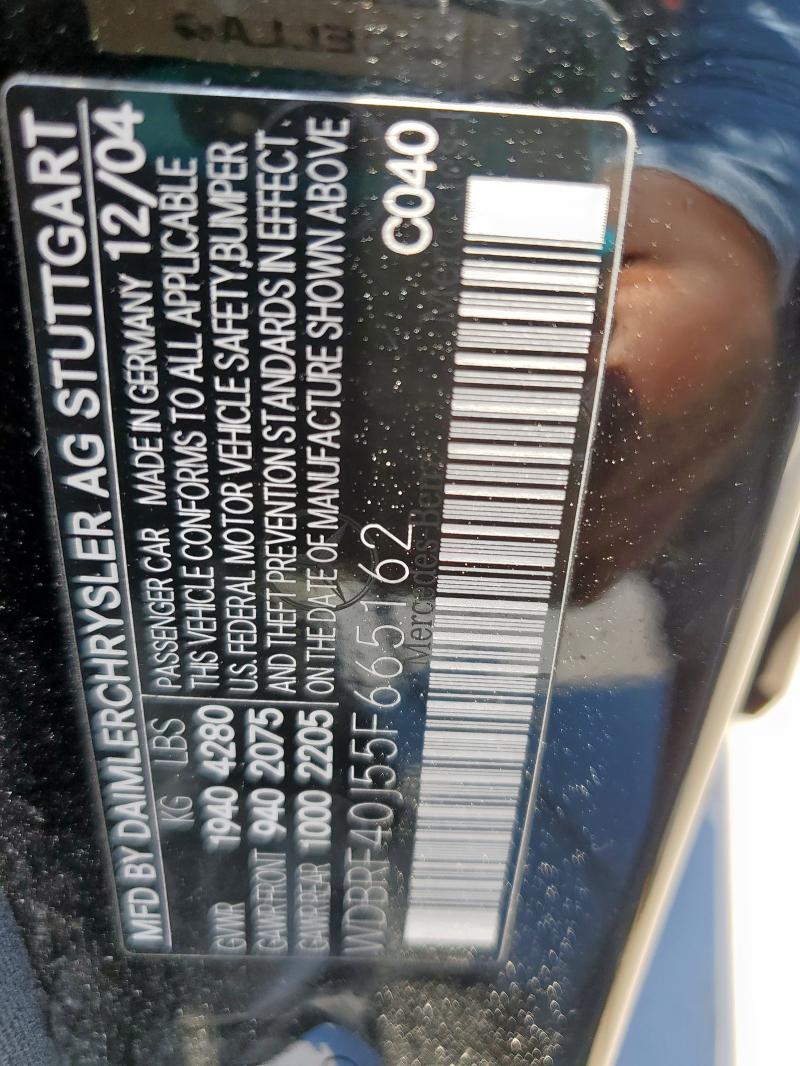 MFD BY DAIMLERCHRYSLER AG STUTTGART
KG LBS
GVWR 1940 4280
GAWR FRONT 940 2075
GAWR REAR 1000 2205
PASSENGER CAR MADE IN GERMANY 12/04
THIS VEHICLE CONFORMS TO ALL APPLICABLE
U.S. FEDERAL MOTOR VEHICLE SAFETY,BUMPER
AND THEFT PREVENTION STANDARDS IN EFFECT
ON THE DATE OF MANUFACTURE SHOWN ABOVE
WDBRF40J55F665162
C040
Mercedes-Benz